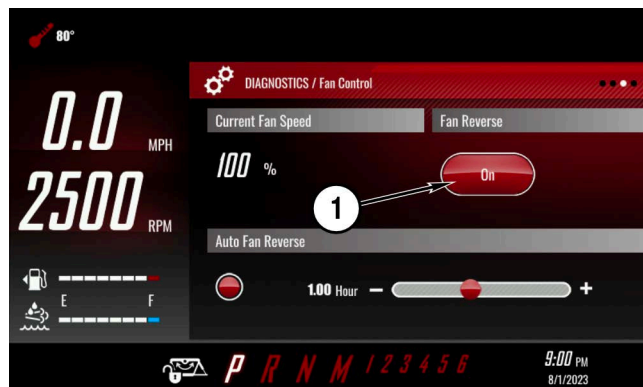 80°
DIAGNOSTICS / Fan Control
Current Fan Speed
Fan Reverse
0.0 MPH
100 %
On
1
2500 RPM
Auto Fan Reverse
1.00 Hour − +
E F
P R N M 1 2 3 4 5 6
9:00 PM
8/1/2023